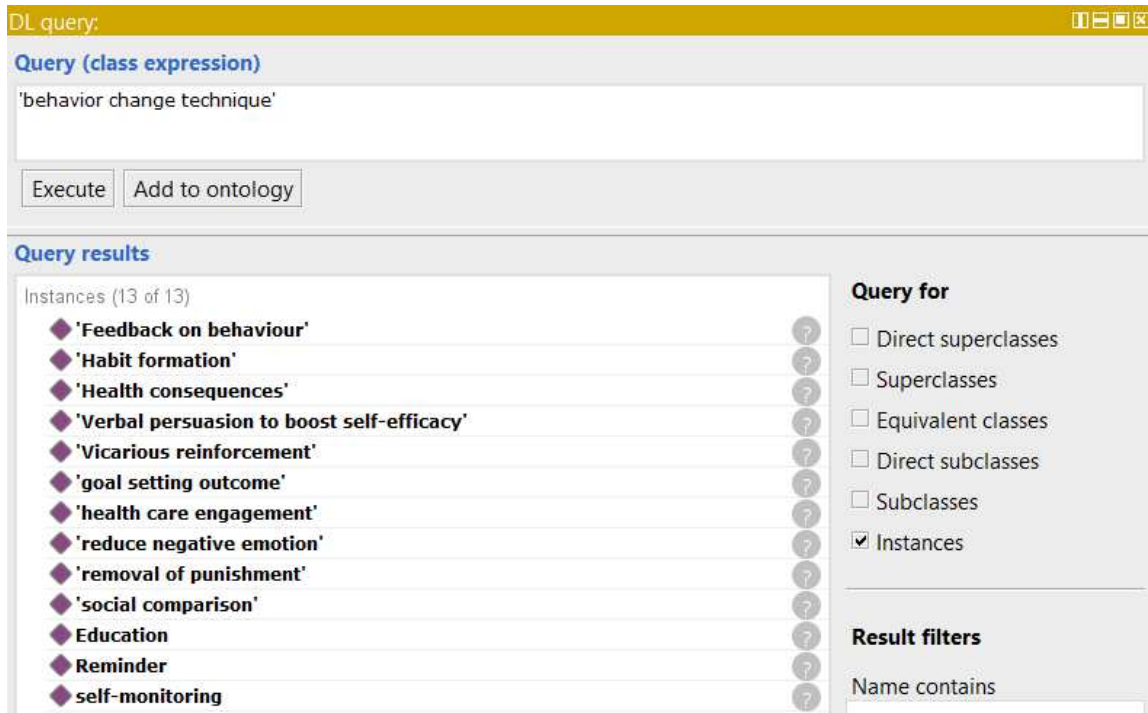 DL query:
Query (class expression)
'behavior change technique'
Execute Add to ontology
Query results
Instances (13 of 13)
'Feedback on behaviour'
'Habit formation'
'Health consequences'
'Verbal persuasion to boost self-efficacy'
'Vicarious reinforcement'
'goal setting outcome'
'health care engagement'
'reduce negative emotion'
'removal of punishment'
'social comparison'
Education
Reminder
self-monitoring
Query for
Direct superclasses
Superclasses
Equivalent classes
Direct subclasses
Subclasses
Instances
Result filters
Name contains